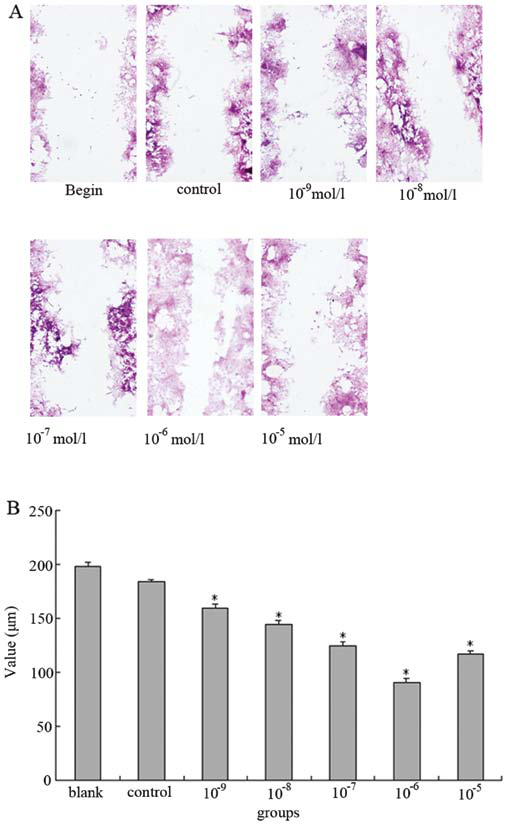 A
Begin control 10-9mol/l 10-8mol/l
10-7 mol/l 10-6 mol/l 10-5 mol/l
B
250
200
150
100
50
0
Value (μm)
* * * * *
blank control 10-9 10-8 10-7 10-6 10-5
groups